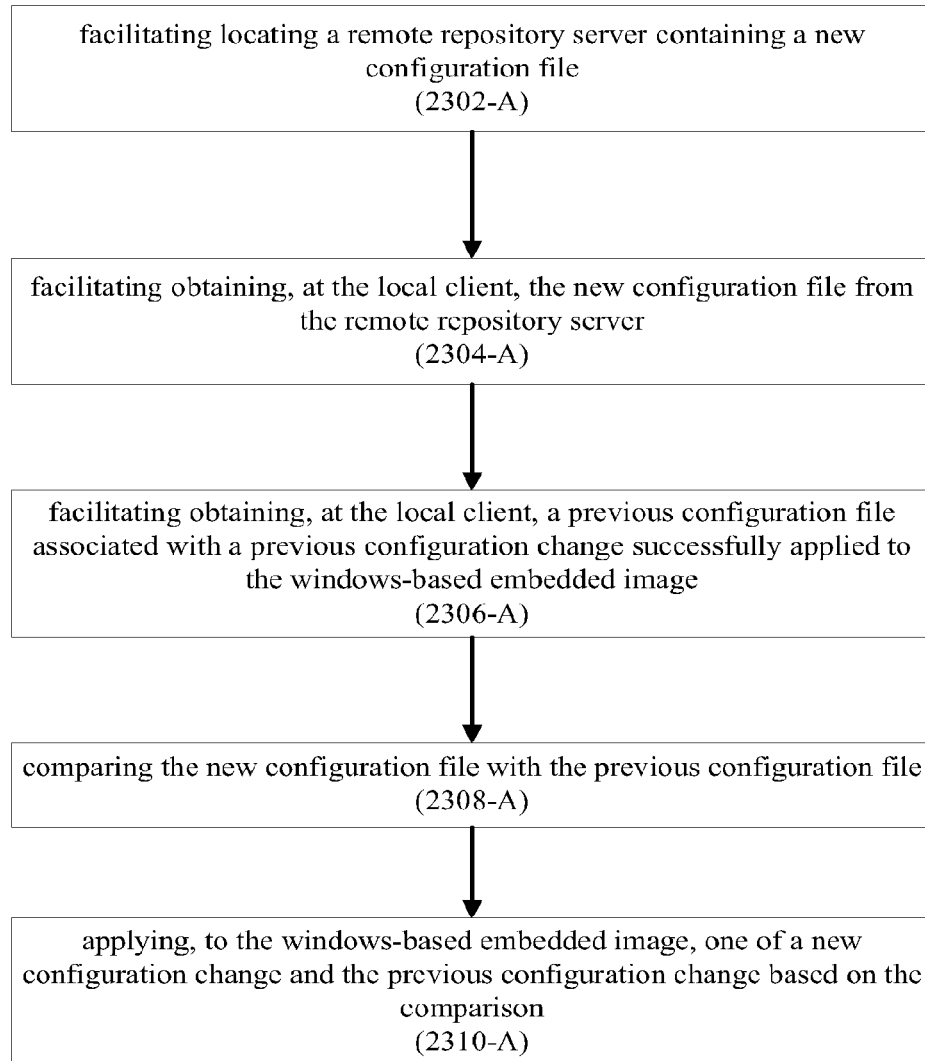 facilitating locating a remote repository server containing a new
configuration file
(2302-A)
facilitating obtaining, at the local client, the new configuration file from
the remote repository server
(2304-A)
facilitating obtaining, at the local client, a previous configuration file
associated with a previous configuration change successfully applied to
the windows-based embedded image
(2306-A)
comparing the new configuration file with the previous configuration file
(2308-A)
applying, to the windows-based embedded image, one of a new
configuration change and the previous configuration change based on the
comparison
(2310-A)